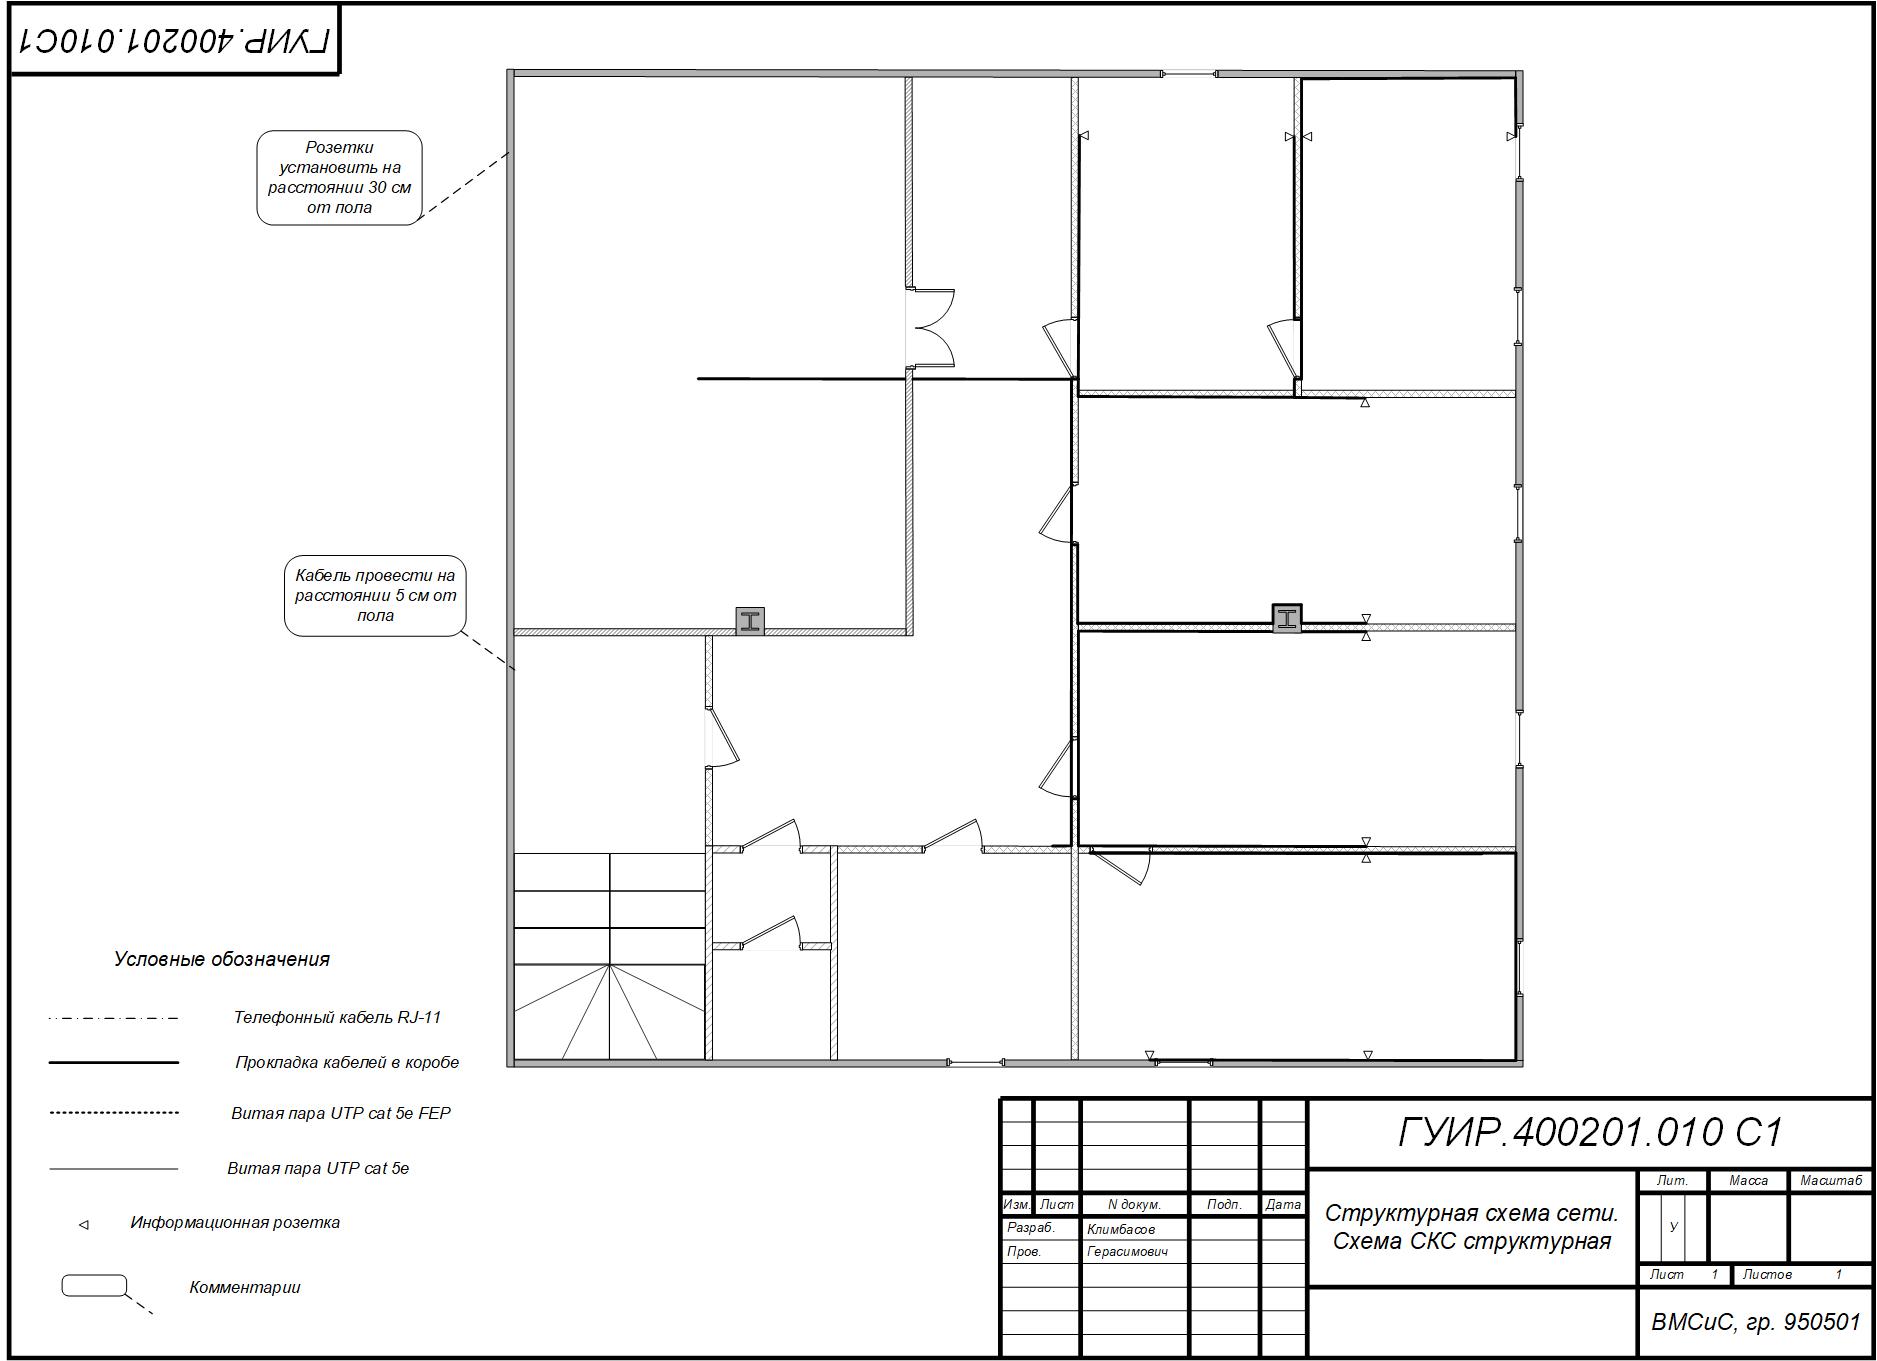 ГУИР.400201.010С1
Розетки
установить на
расстоянии 30 см
от пола
Кабель провести на
расстоянии 5 см от
пола
Условные обозначения
Телефонный кабель RJ-11
Прокладка кабелей в коробе
Витая пара UTP cat 5e FEP
Витая пара UTP cat 5e
Информационная розетка
Комментарии
ГУИР.400201.010 С1
Лит. Масса Масштаб
Изм. Лист N докум. Подп. Дата
Разраб. Климбасов
Пров. Герасимович
Структурная схема сети.
Схема СКС структурная
У
Лист 1 Листов 1
ВМСиС, гр. 950501